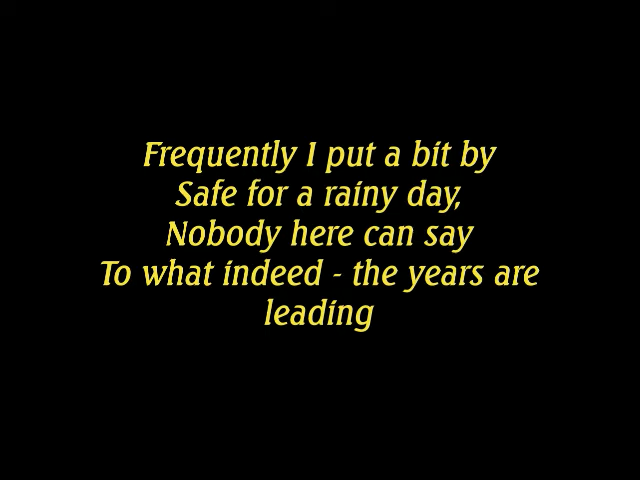 Frequently I put a bit by
Safe for a rainy day,
Nobody here can say
To what indeed - the years are
leading